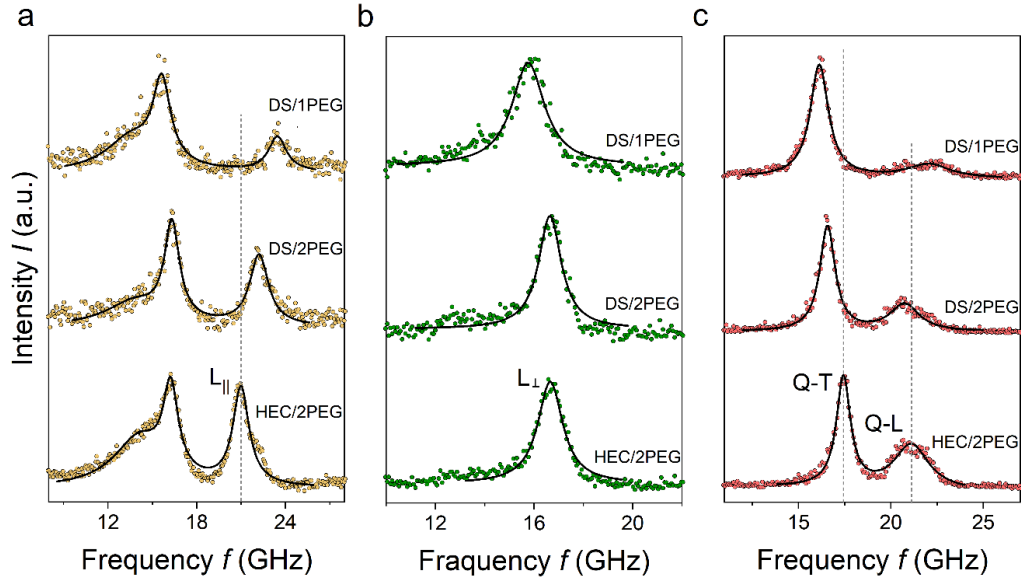 a
b
c
Intensity I (a.u.)
DS/1PEG
DS/2PEG
L||
HEC/2PEG
12 18 24
Frequency f (GHz)
DS/1PEG
DS/2PEG
L⊥
HEC/2PEG
12 16 20
Fraquency f (GHz)
DS/1PEG
DS/2PEG
Q-T
Q-L
HEC/2PEG
15 20 25
Frequency f (GHz)